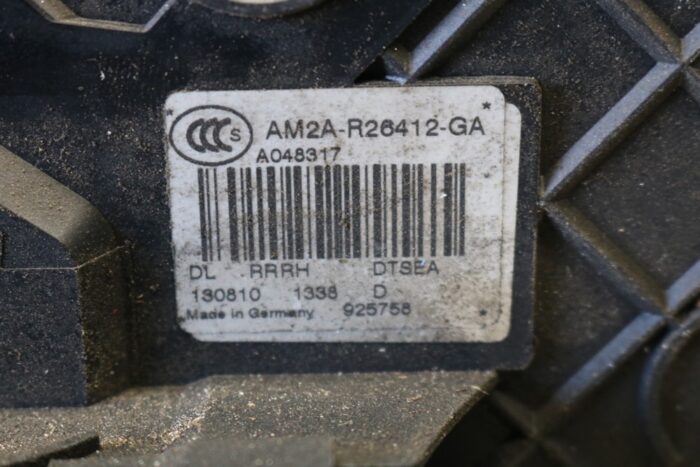 CCC S AM2A-R26412-GA
A048317
DL RRRH DTSEA
130810 1338 D
Made in Germany 925758